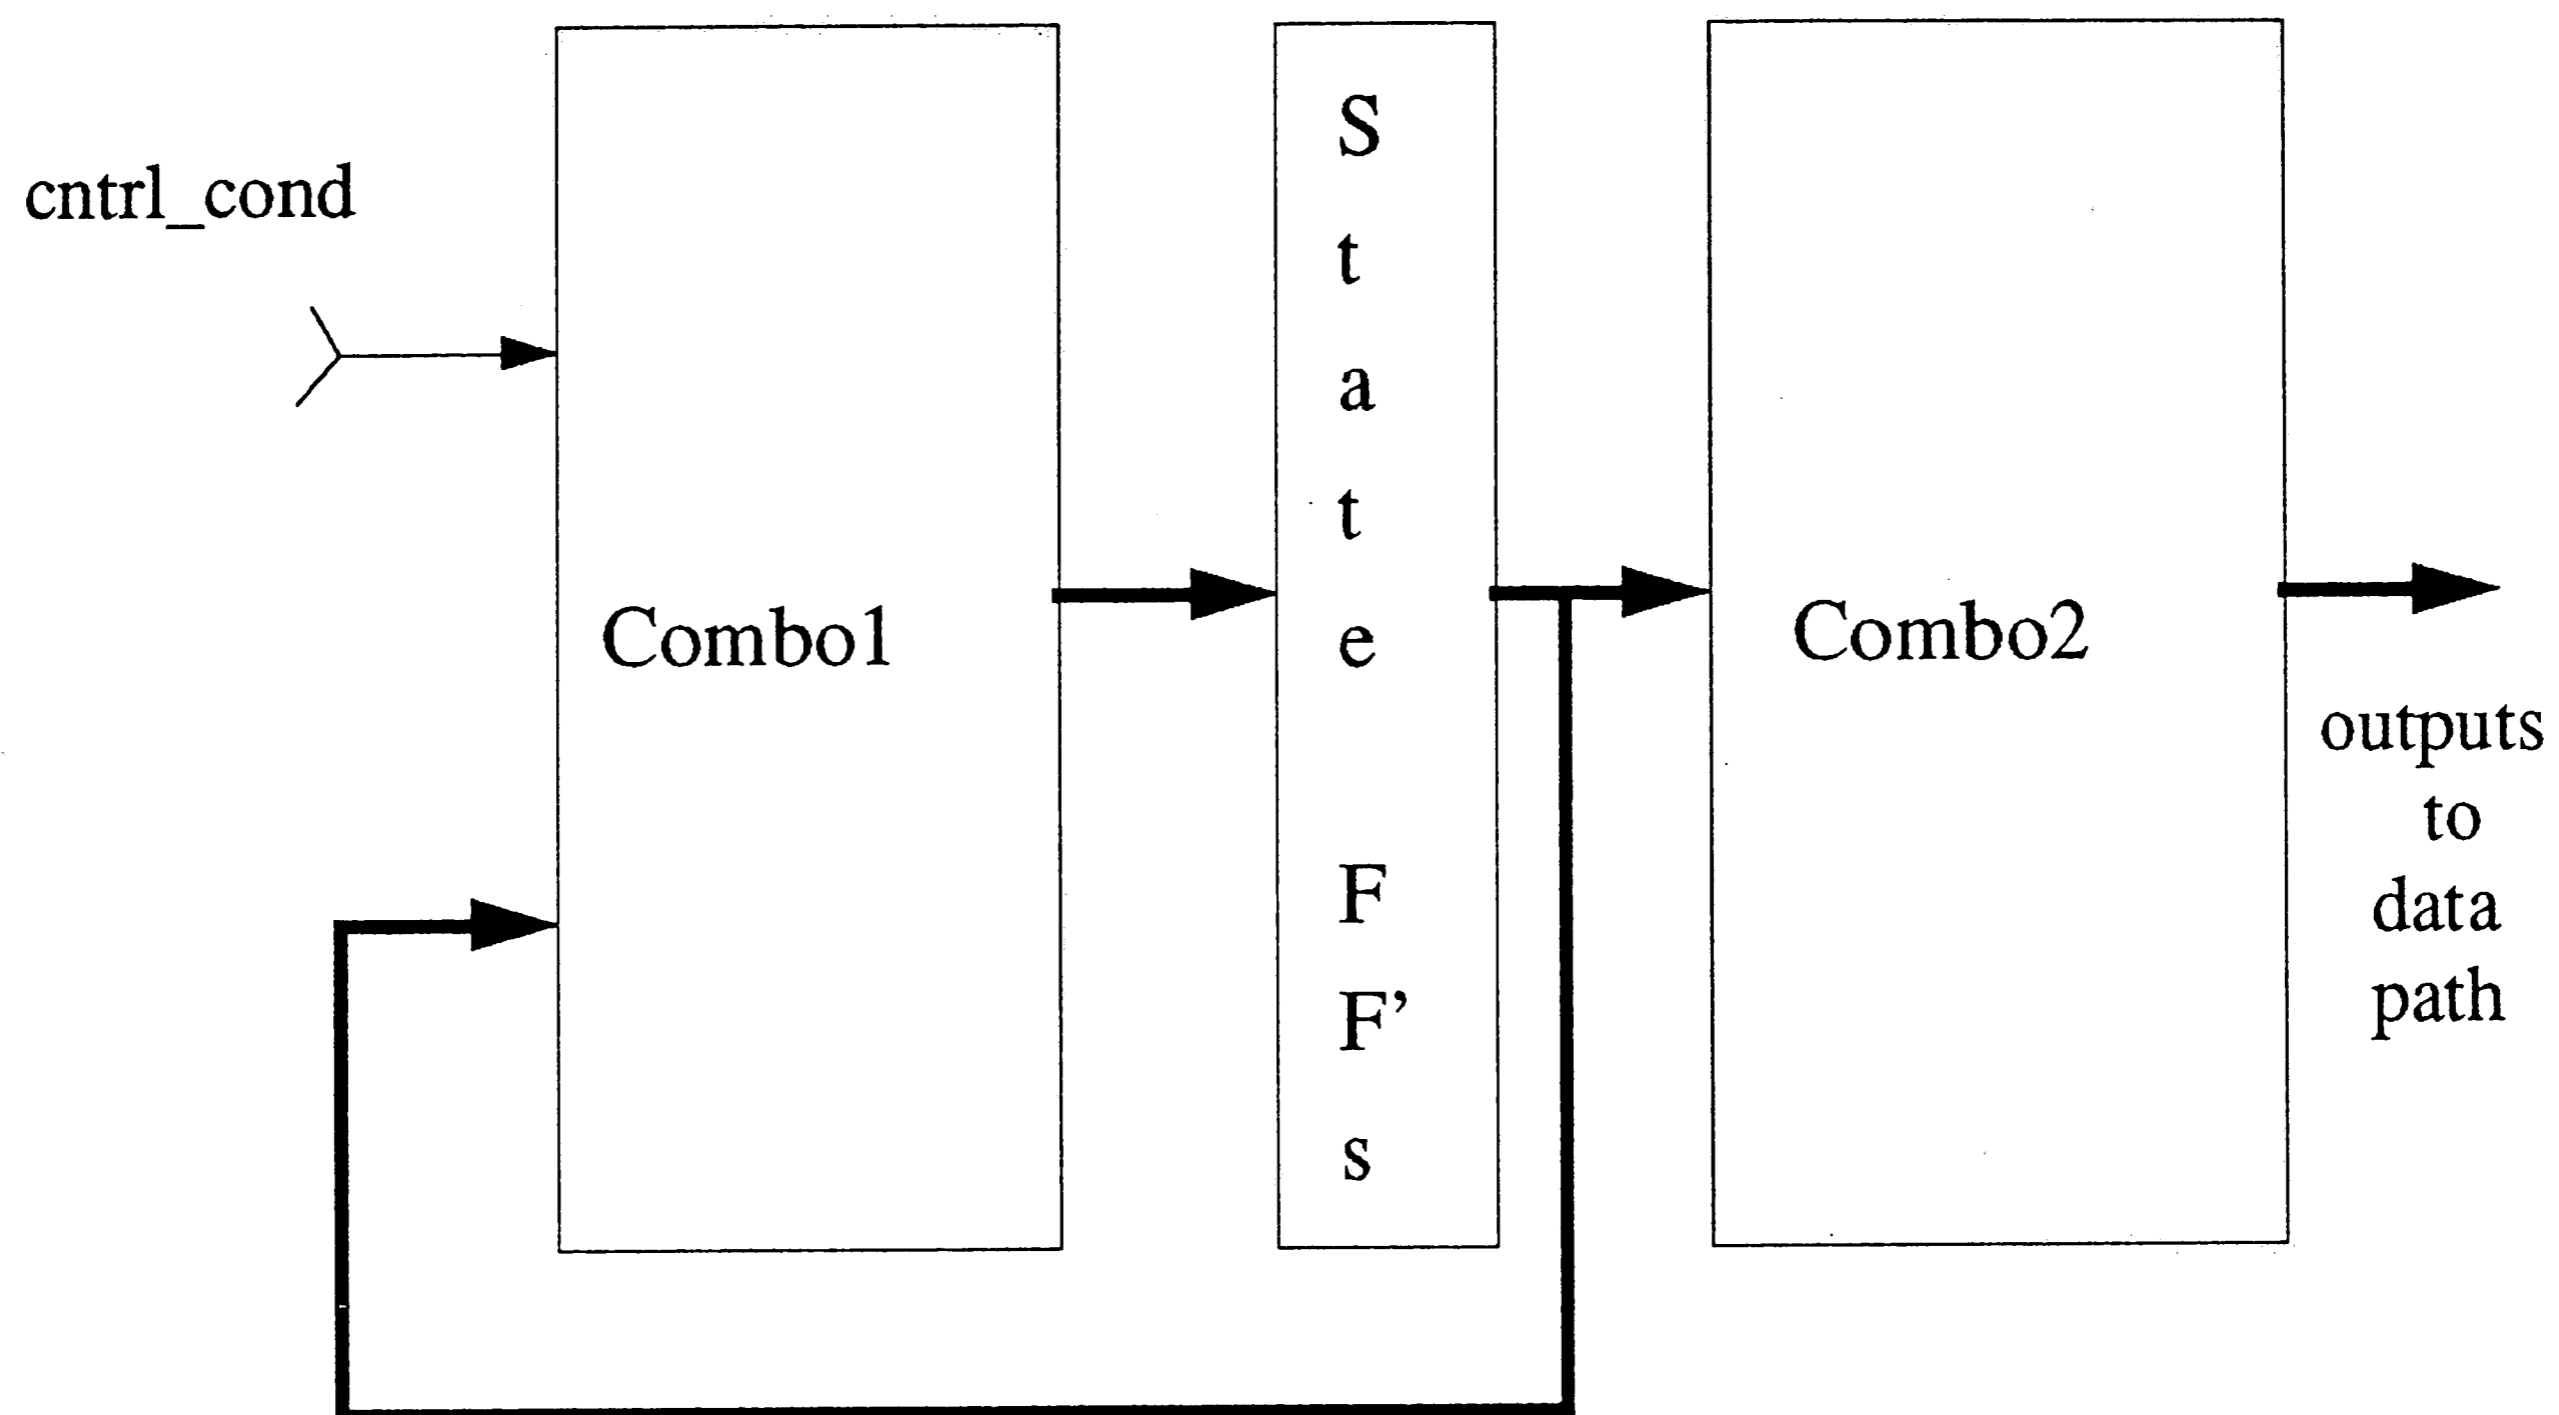 cntrl_cond
Combo1
S
t
a
t
e
F
F’
s
Combo2
outputs
to
data
path